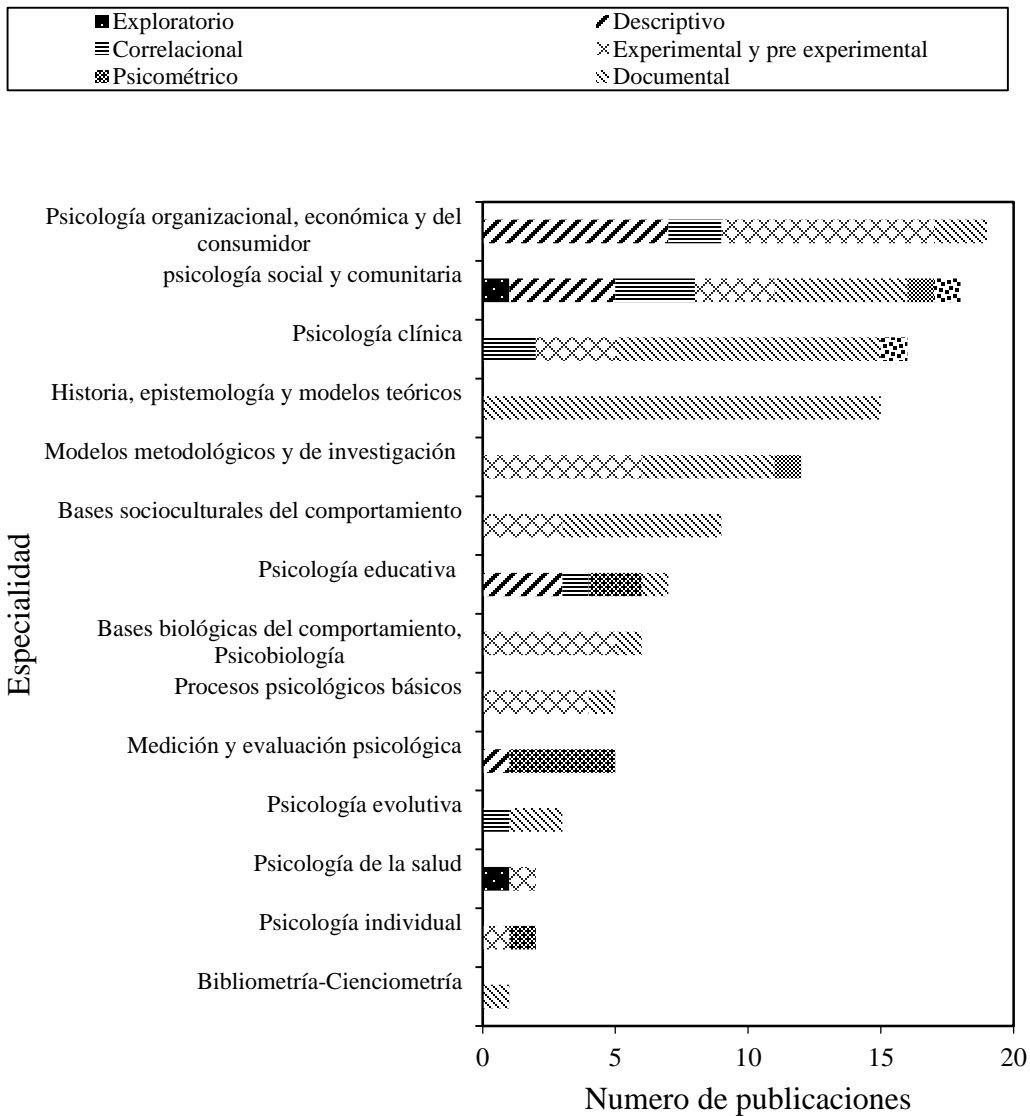 Exploratorio
Descriptivo
Correlacional
Experimental y pre experimental
Psicométrico
Documental
Psicología organizacional, económica y del
consumidor
psicología social y comunitaria
Psicología clínica
Historia, epistemología y modelos teóricos
Modelos metodológicos y de investigación
Bases socioculturales del comportamiento
Psicología educativa
Bases biológicas del comportamiento,
Psicobiología
Procesos psicológicos básicos
Medición y evaluación psicológica
Psicología evolutiva
Psicología de la salud
Psicología individual
Bibliometría-Cienciometría
Especialidad
0 5 10 15 20
Numero de publicaciones